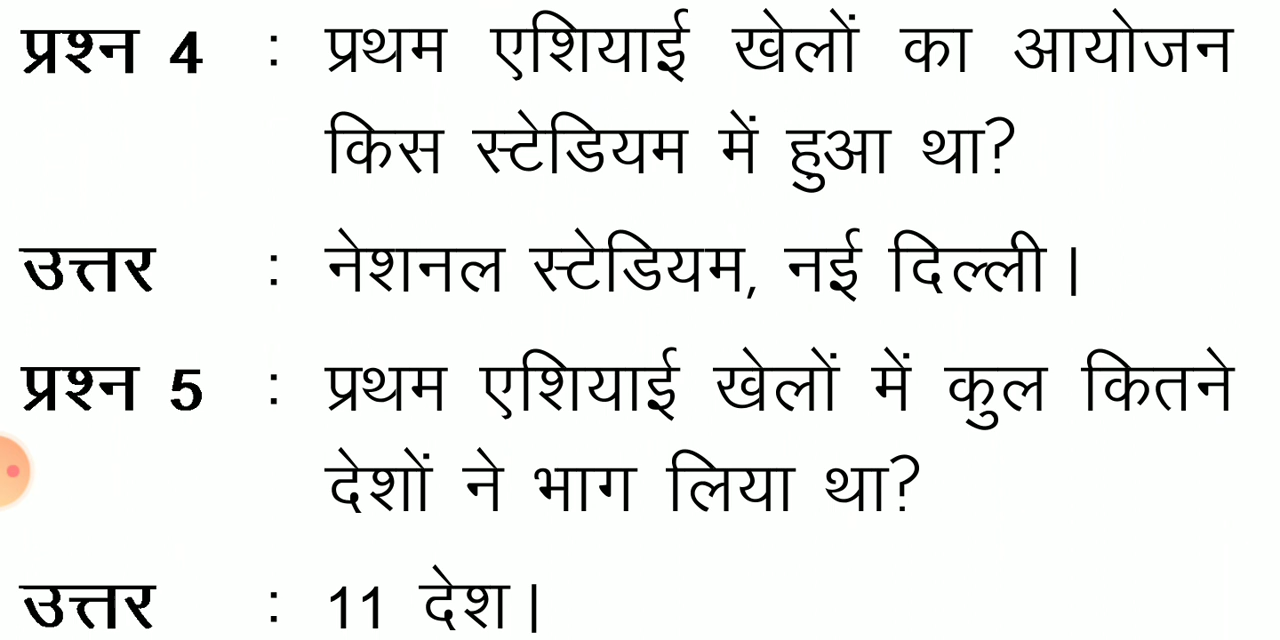 प्रश्न 4 : प्रथम एशियाई खेलों का आयोजन
किस स्टेडियम में हुआ था?
उत्तर : नेशनल स्टेडियम, नई दिल्ली।
प्रश्न 5 : प्रथम एशियाई खेलों में कुल कितने
देशों ने भाग लिया था?
उत्तर : 11 देश।